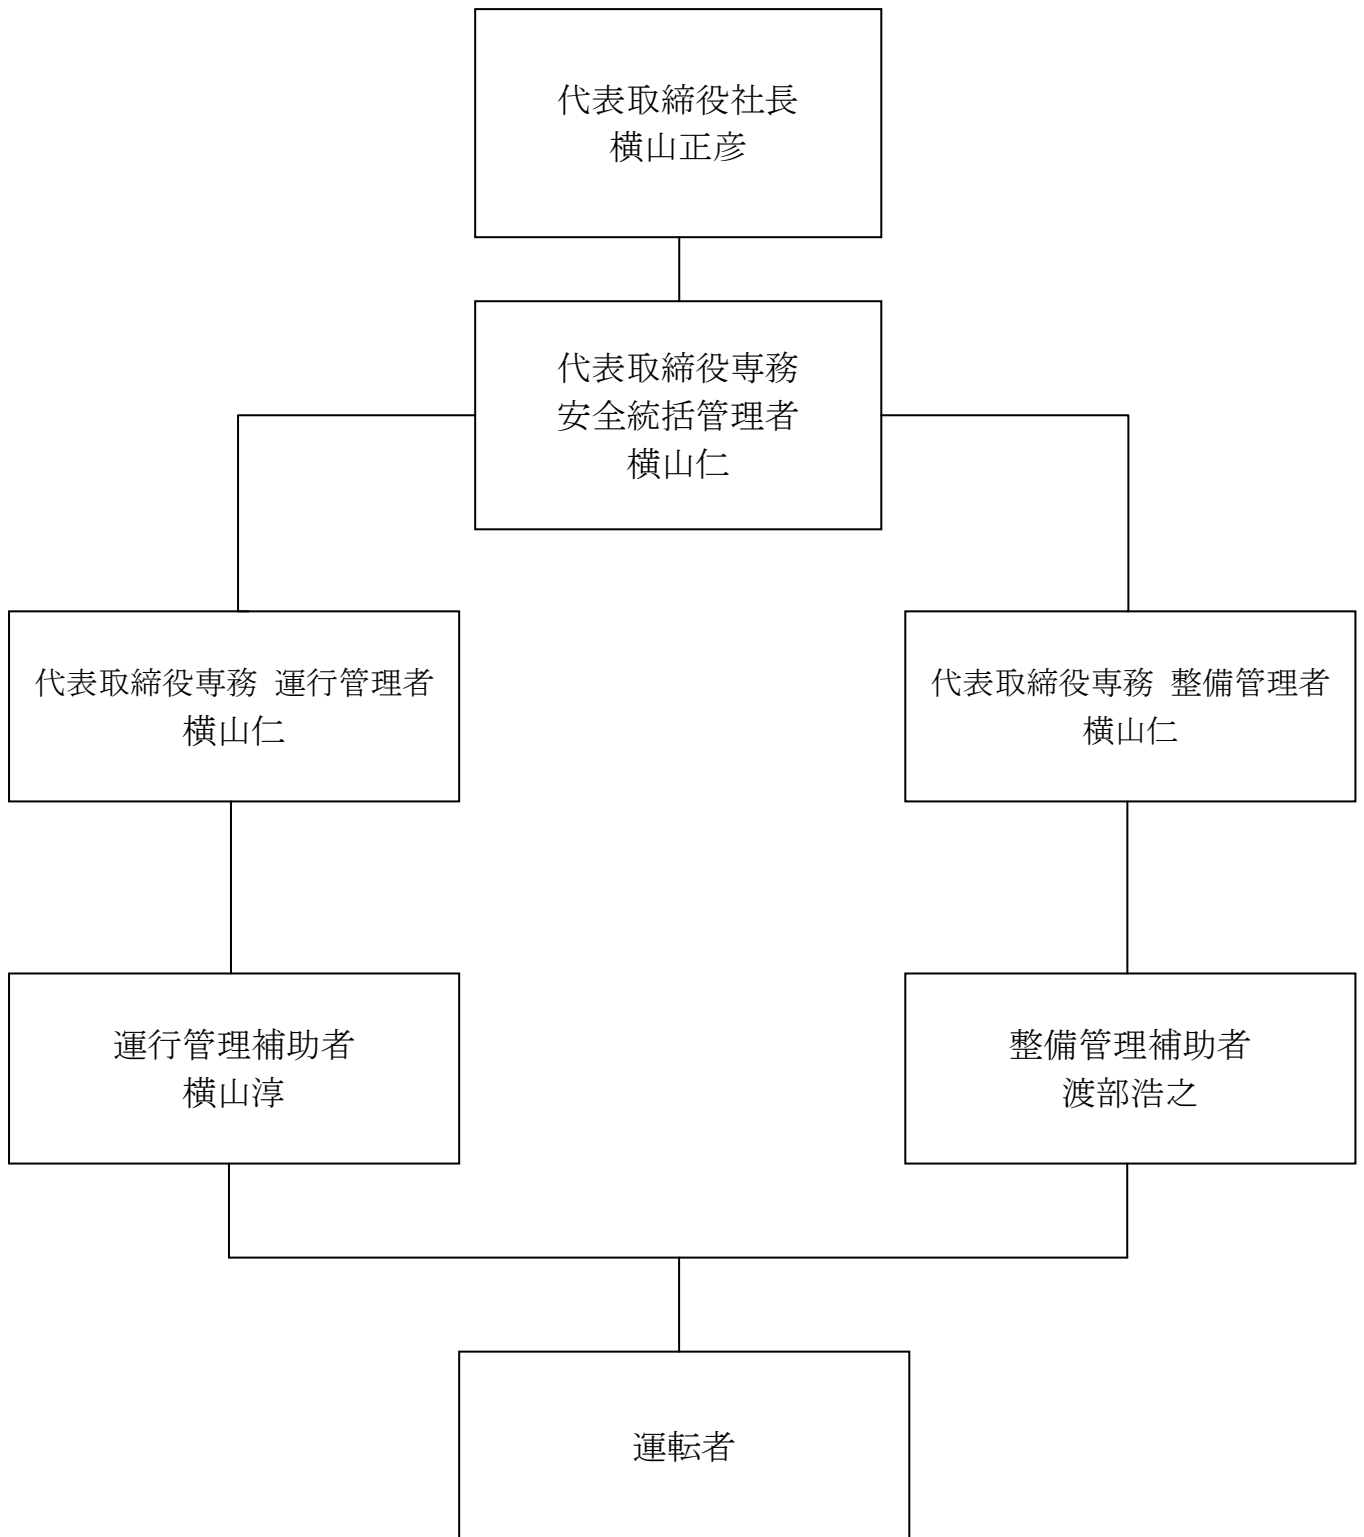 代表取締役社長
横山正彦
代表取締役専務
安全統括管理者
横山仁
代表取締役専務 運行管理者
横山仁
代表取締役専務 整備管理者
横山仁
運行管理補助者
横山淳
整備管理補助者
渡部浩之
運転者